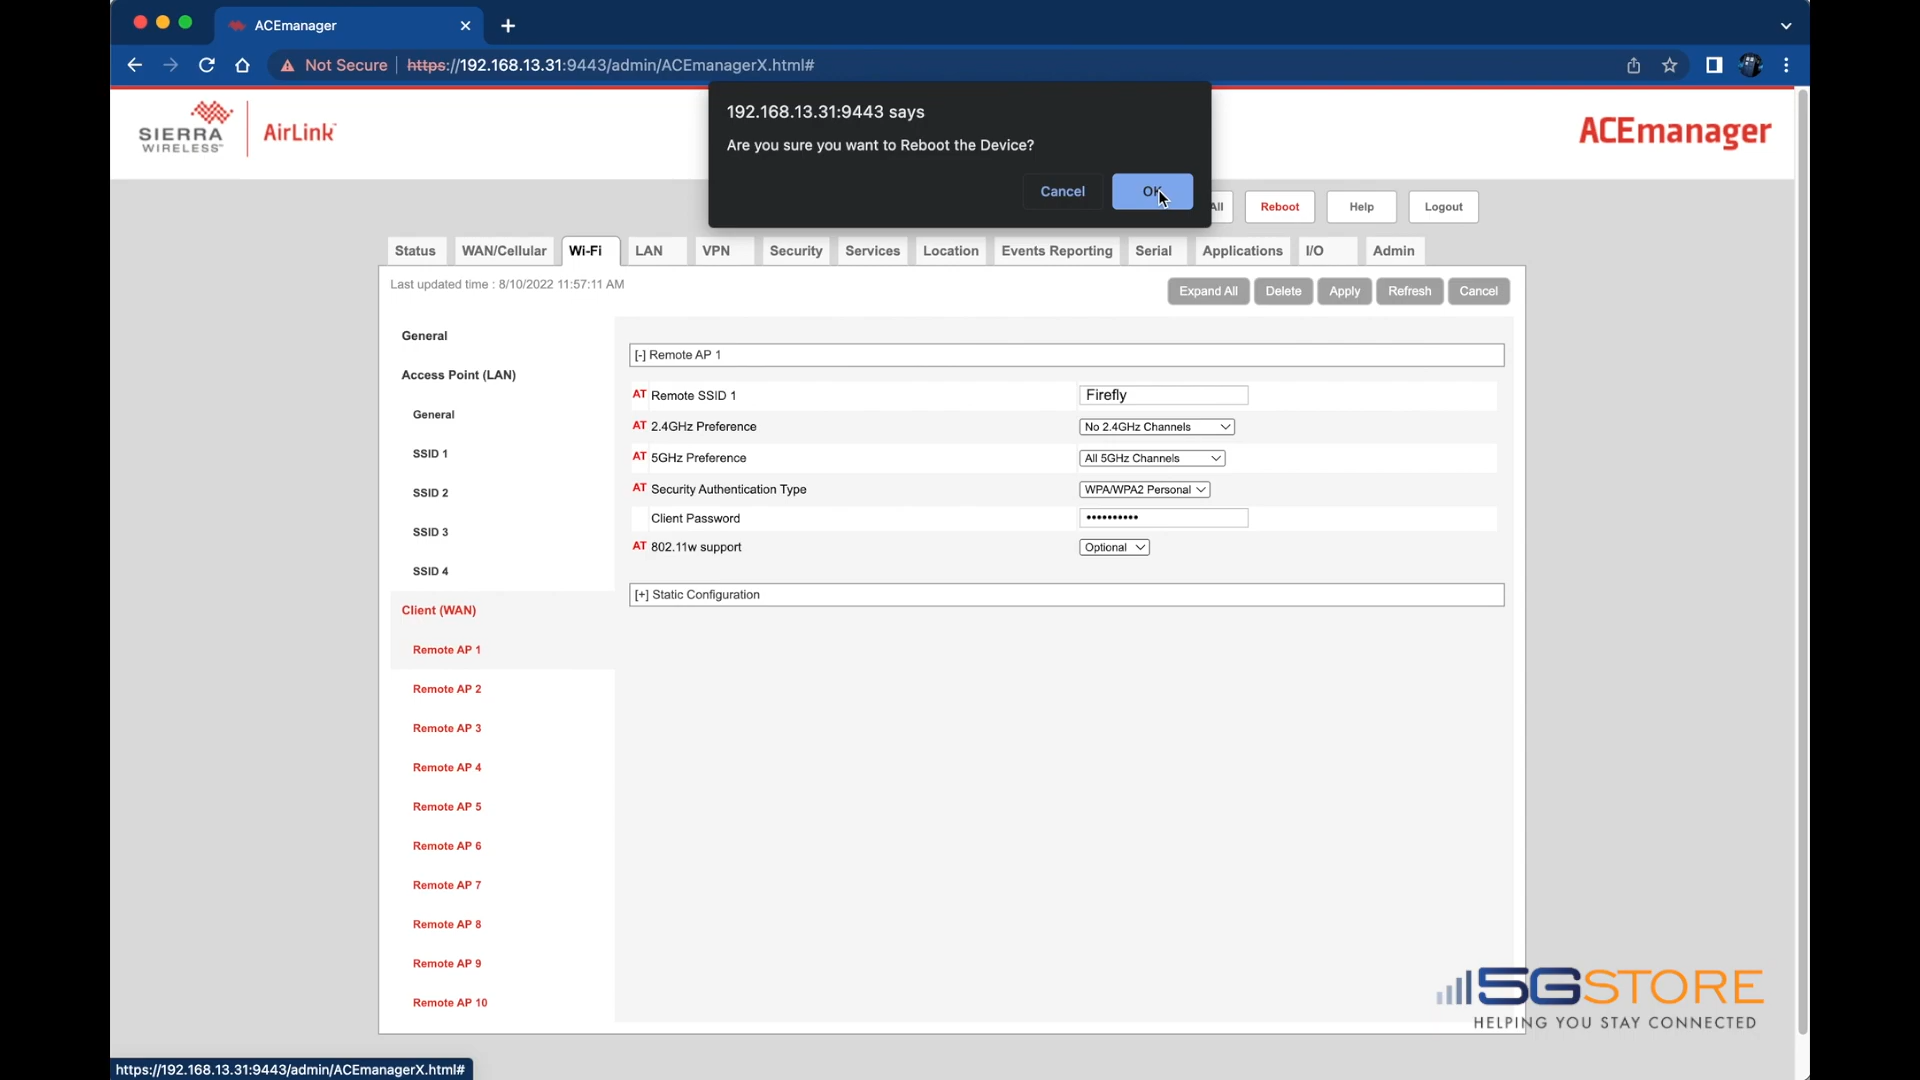 ACEmanager
Not Secure
https://192.168.13.31:9443/admin/ACEmanagerX.html#
192.168.13.31:9443 says
Are you sure you want to Reboot the Device?
Cancel
OK
SIERRA
WIRELESS™
AirLink™
ACEmanager
All
Reboot
Help
Logout
Status
WAN/Cellular
Wi-Fi
LAN
VPN
Security
Services
Location
Events Reporting
Serial
Applications
I/O
Admin
Last updated time : 8/10/2022 11:57:11 AM
Expand All
Delete
Apply
Refresh
Cancel
General
Access Point (LAN)
General
SSID 1
SSID 2
SSID 3
SSID 4
Client (WAN)
Remote AP 1
Remote AP 2
Remote AP 3
Remote AP 4
Remote AP 5
Remote AP 6
Remote AP 7
Remote AP 8
Remote AP 9
Remote AP 10
[-] Remote AP 1
AT Remote SSID 1 Firefly
AT 2.4GHz Preference No 2.4GHz Channels
AT 5GHz Preference All 5GHz Channels
AT Security Authentication Type WPA/WPA2 Personal
Client Password ••••••••••
AT 802.11w support Optional
[+] Static Configuration
5GSTORE
HELPING YOU STAY CONNECTED
https://192.168.13.31:9443/admin/ACEmanagerX.html#